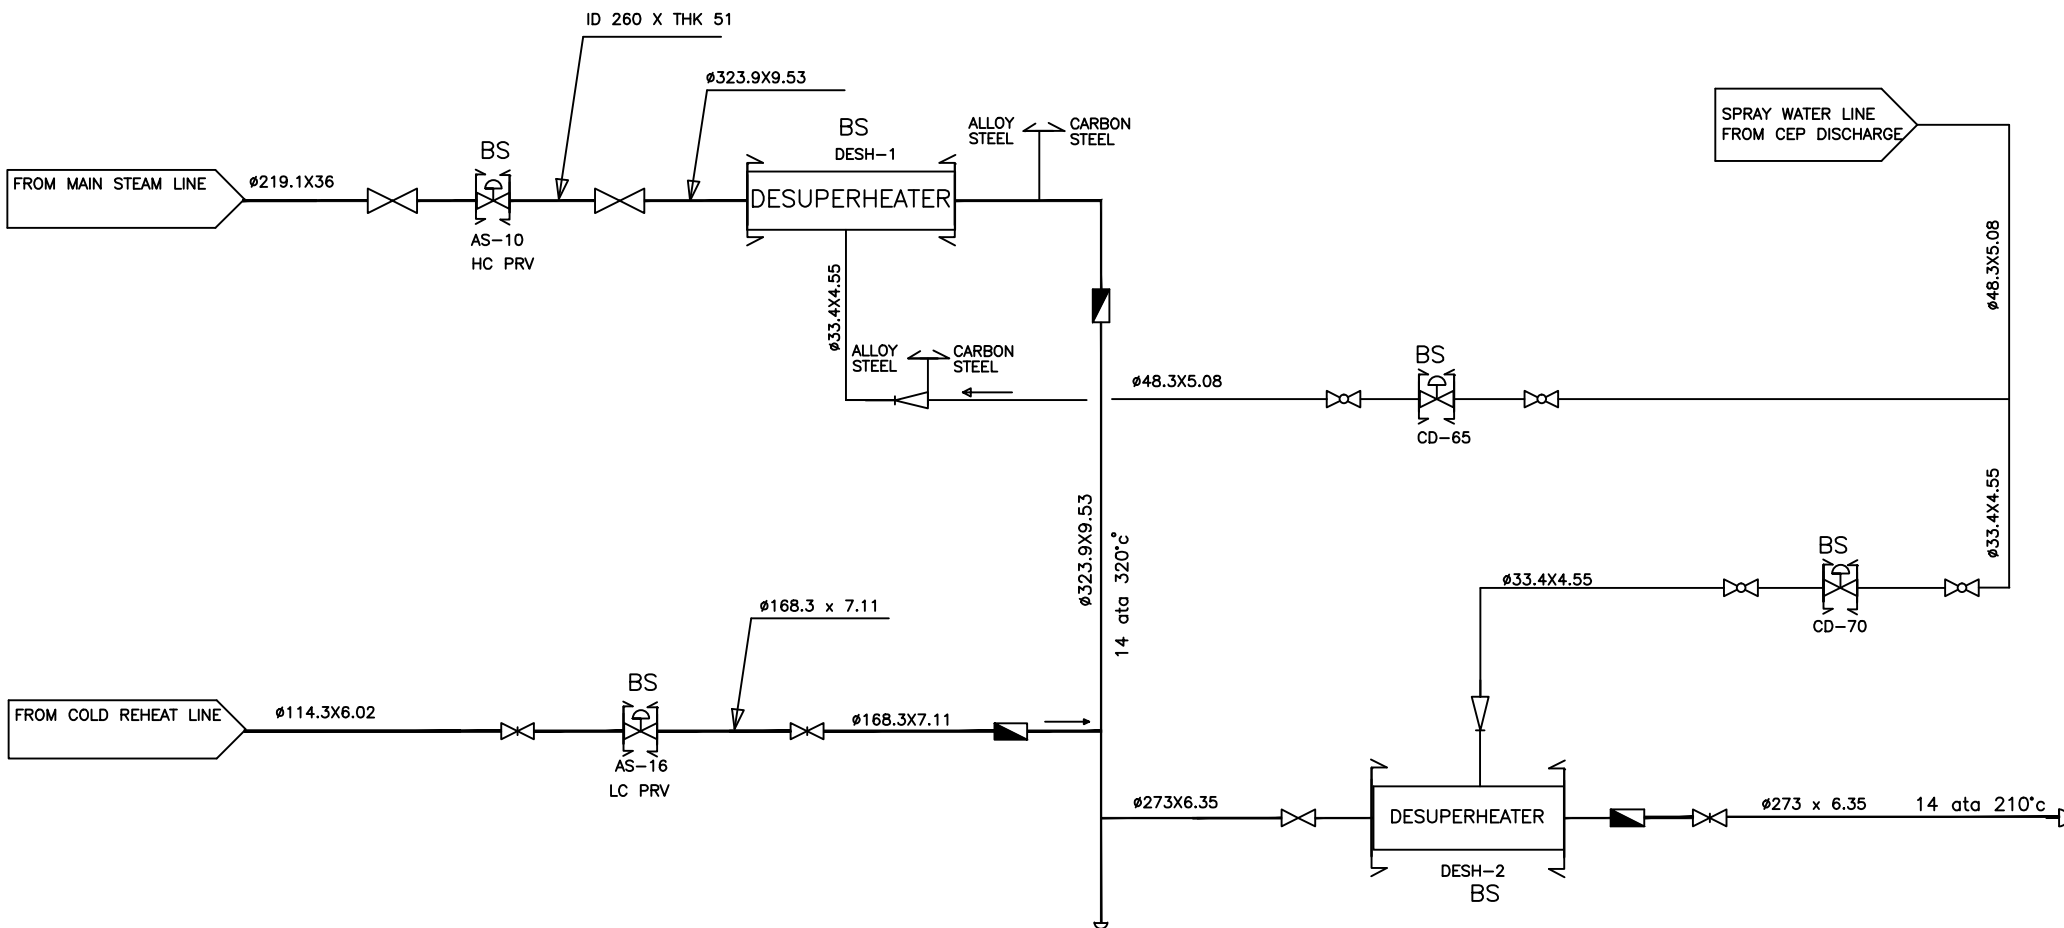 ID 260 X THK 51
ø323.9X9.53
BS
DESH-1
DESUPERHEATER
ALLOY
STEEL
CARBON
STEEL
SPRAY WATER LINE
FROM CEP DISCHARGE
FROM MAIN STEAM LINE
ø219.1X36
BS
AS-10
HC PRV
ø33.4X4.55
ø48.3X5.08
ALLOY
STEEL
CARBON
STEEL
ø48.3X5.08
BS
CD-65
ø323.9X9.53
14 ata 320°c
ø33.4X4.55
ø33.4X4.55
BS
CD-70
ø168.3 x 7.11
FROM COLD REHEAT LINE
ø114.3X6.02
BS
AS-16
LC PRV
ø168.3X7.11
ø273X6.35
DESUPERHEATER
DESH-2
BS
ø273 x 6.35
14 ata 210°c